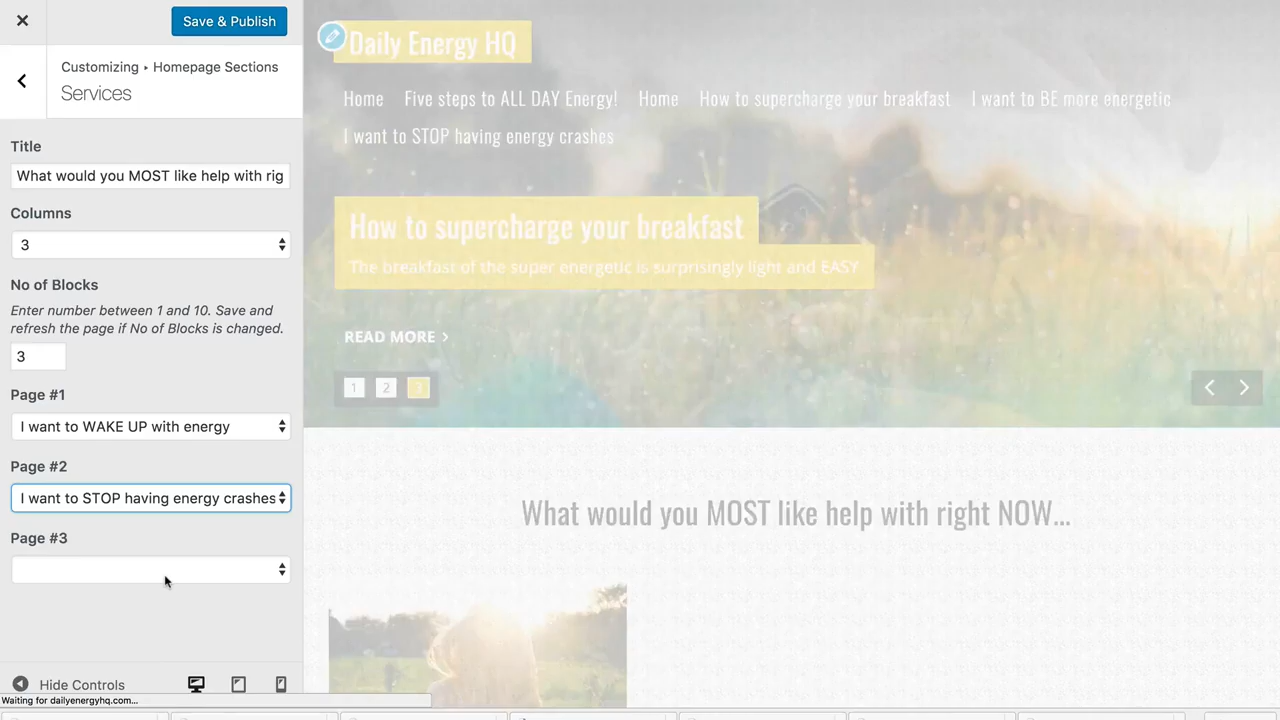 Save & Publish
Customizing ▸ Homepage Sections
Services
Title
What would you MOST like help with rig
Columns
3
No of Blocks
Enter number between 1 and 10. Save and
refresh the page if No of Blocks is changed.
3
Page #1
I want to WAKE UP with energy
Page #2
I want to STOP having energy crashes
Page #3
Hide Controls
Waiting for dailyenergyhq.com...
Daily Energy HQ
Home Five steps to ALL DAY Energy! Home How to supercharge your breakfast I want to BE more energetic
I want to STOP having energy crashes
How to supercharge your breakfast
The breakfast of the super energetic is surprisingly light and EASY
READ MORE
1 2 3
What would you MOST like help with right NOW...